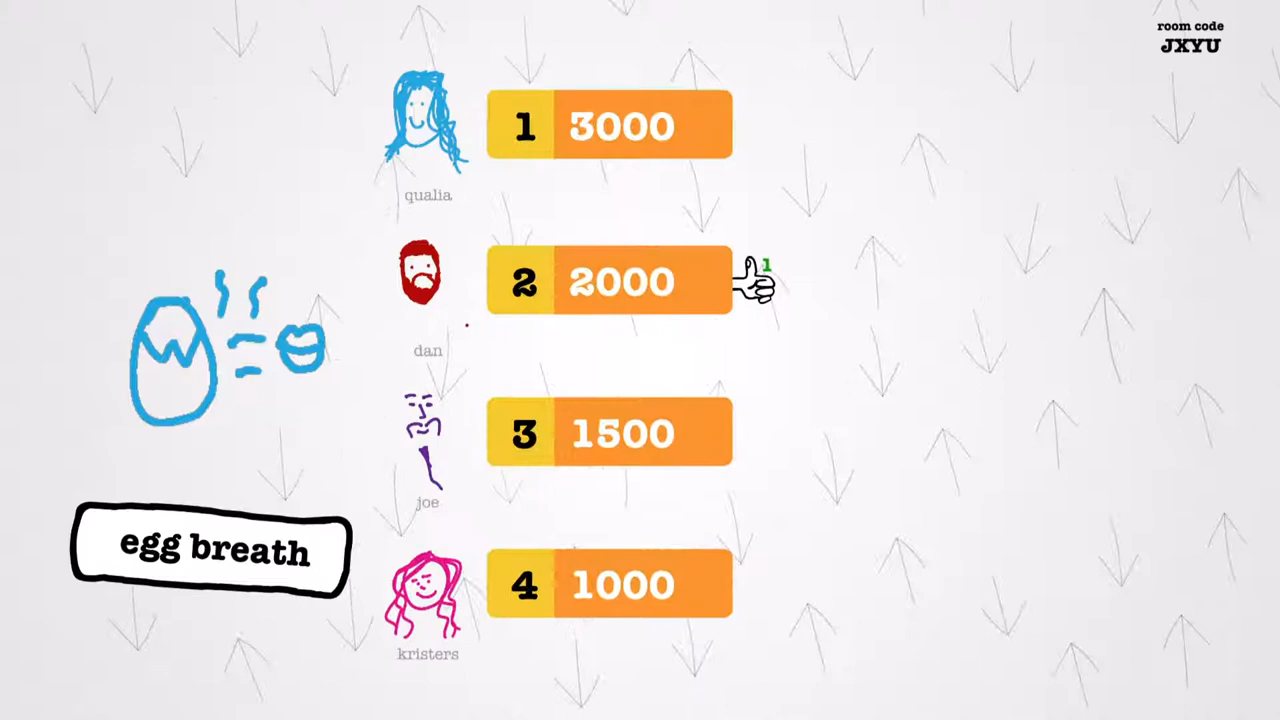 room code
JXYU
1 3000
qualia
2 2000
1
dan
3 1500
joe
egg breath
4 1000
kristers